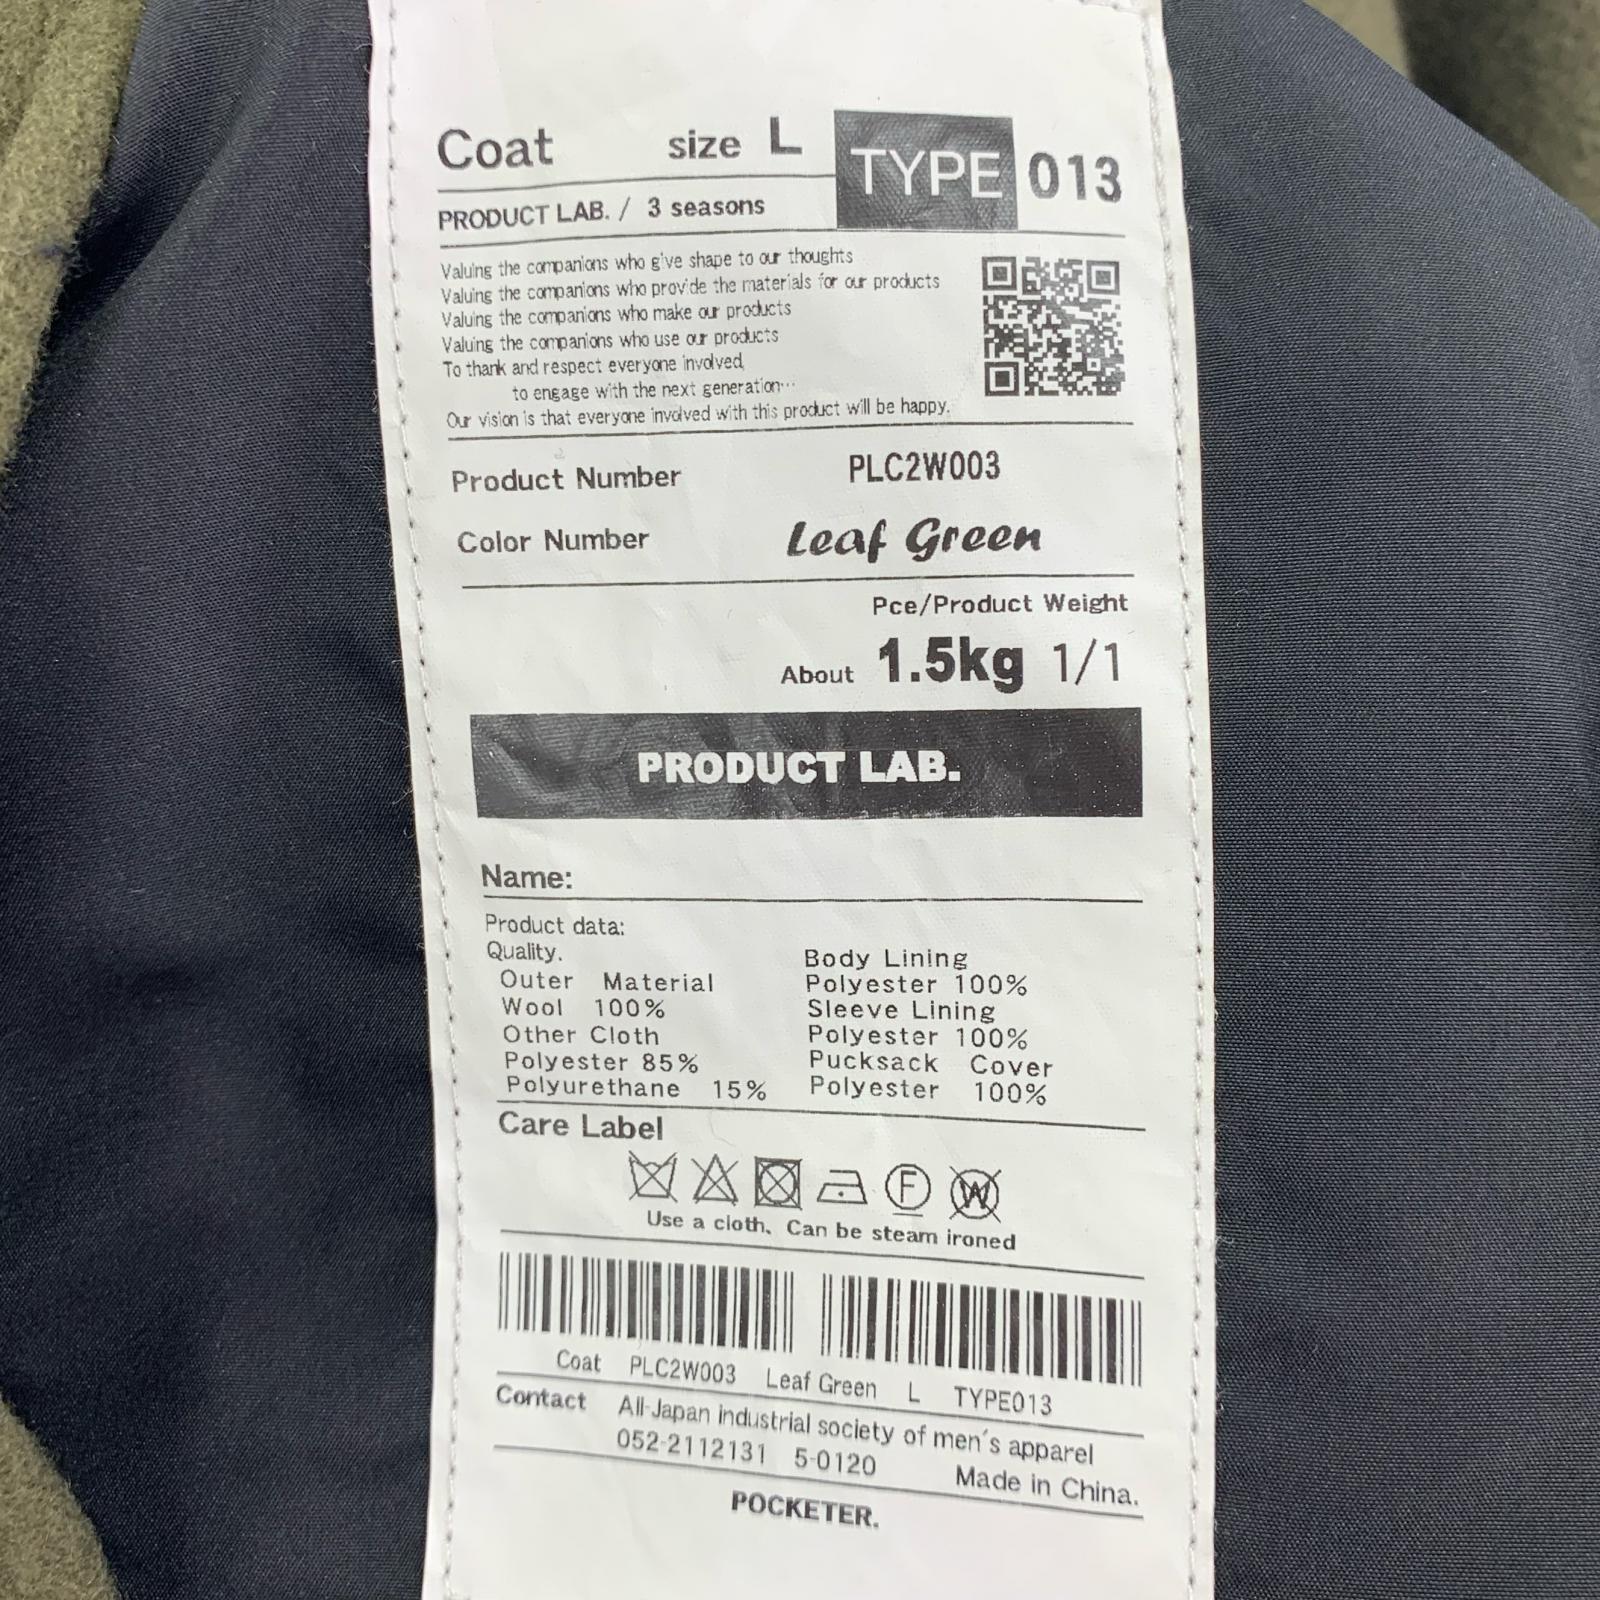 Coat size L TYPE 013
PRODUCT LAB. / 3 seasons
Valuing the companions who give shape to our thoughts
Valuing the companions who provide the materials for our products
Valuing the companions who make our products
Valuing the companions who use our products
To thank and respect everyone involved,
to engage with the next generation…
Our vision is that everyone involved with this product will be happy.
Product Number PLC2W003
Color Number Leaf Green
Pce/Product Weight
About 1.5kg 1/1
PRODUCT LAB.
Name:
Product data:
Quality.
Outer Material
Wool 100%
Other Cloth
Polyester 85%
Polyurethane 15%
Body Lining
Polyester 100%
Sleeve Lining
Polyester 100%
Pucksack Cover
Polyester 100%
Care Label
F W
Use a cloth、Can be steam ironed
Coat PLC2W003 Leaf Green L TYPE013
Contact All-Japan industrial society of men's apparel
052-2112131 5-0120
Made in China.
POCKETER.